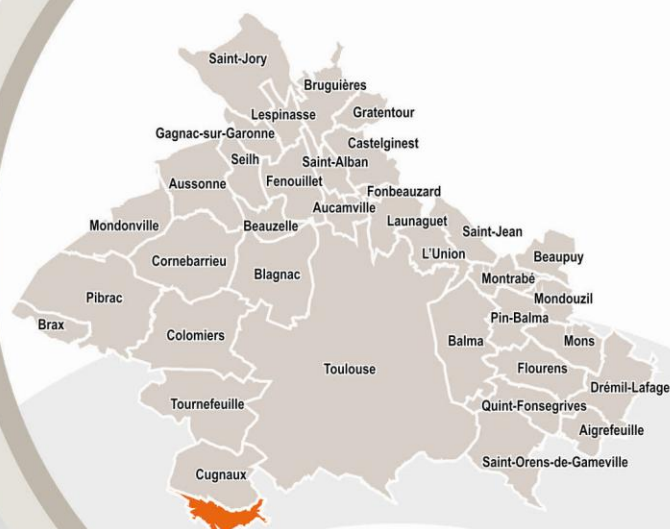 Saint-Jory
Bruguières
Lespinasse
Gratentour
Gagnac-sur-Garonne
Castelginest
Seilh
Saint-Alban
Aussonne
Fenouillet
Fonbeauzard
Aucamville
Launaguet
Mondonville
Beauzelle
Saint-Jean
L'Union
Beaupuy
Cornebarrieu
Blagnac
Montrabé
Pibrac
Mondouzil
Pin-Balma
Brax
Colomiers
Balma
Mons
Toulouse
Flourens
Drémil-Lafage
Tournefeuille
Quint-Fonsegrives
Aigrefeuille
Saint-Orens-de-Gameville
Cugnaux